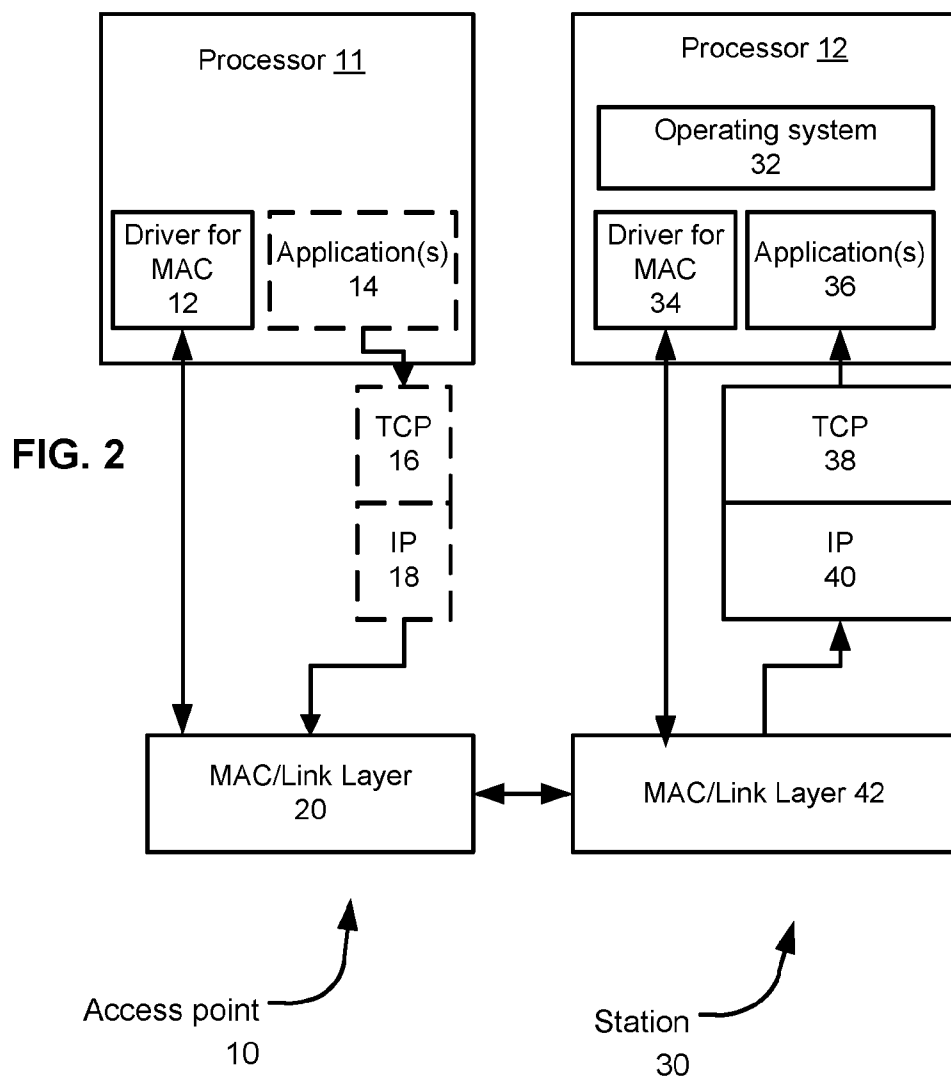 Processor 11
Driver for
MAC
12
Application(s)
14
TCP
16
IP
18
MAC/Link Layer
20
Access point
10
FIG. 2
Processor 12
Operating system
32
Driver for
MAC
34
Application(s)
36
TCP
38
IP
40
MAC/Link Layer 42
Station
30